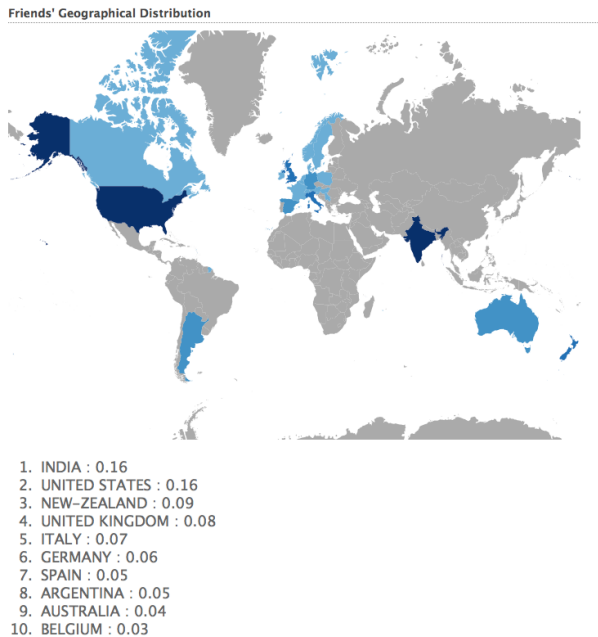 Friends' Geographical Distribution
1. INDIA : 0.16
2. UNITED STATES : 0.16
3. NEW-ZEALAND : 0.09
4. UNITED KINGDOM : 0.08
5. ITALY : 0.07
6. GERMANY : 0.06
7. SPAIN : 0.05
8. ARGENTINA : 0.05
9. AUSTRALIA : 0.04
10. BELGIUM : 0.03